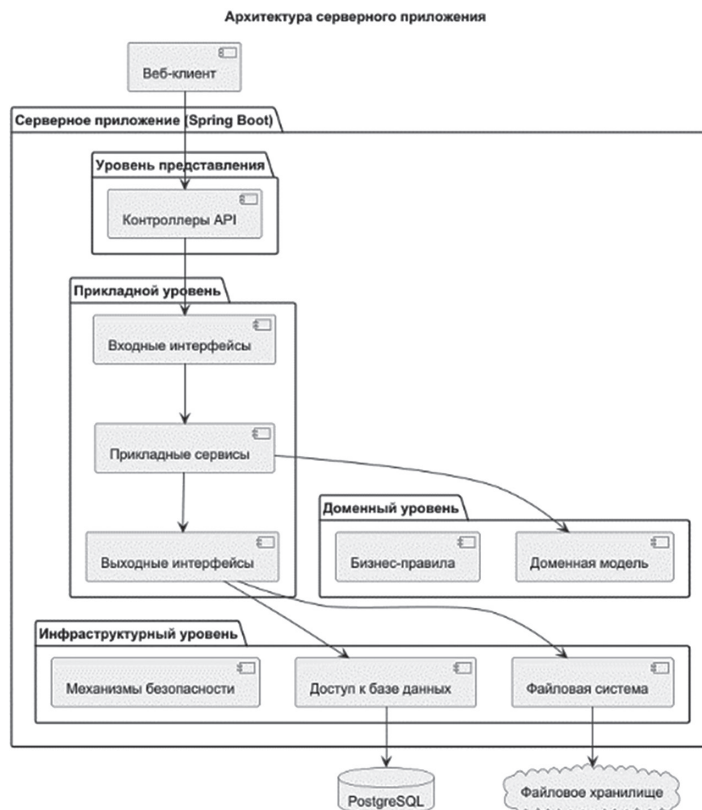 Архитектура серверного приложения
Веб-клиент
Серверное приложение (Spring Boot)
Уровень представления
Контроллеры API
Прикладной уровень
Входные интерфейсы
Прикладные сервисы
Доменный уровень
Выходные интерфейсы
Бизнес-правила
Доменная модель
Инфраструктурный уровень
Механизмы безопасности
Доступ к базе данных
Файловая система
PostgreSQL
Файловое хранилище